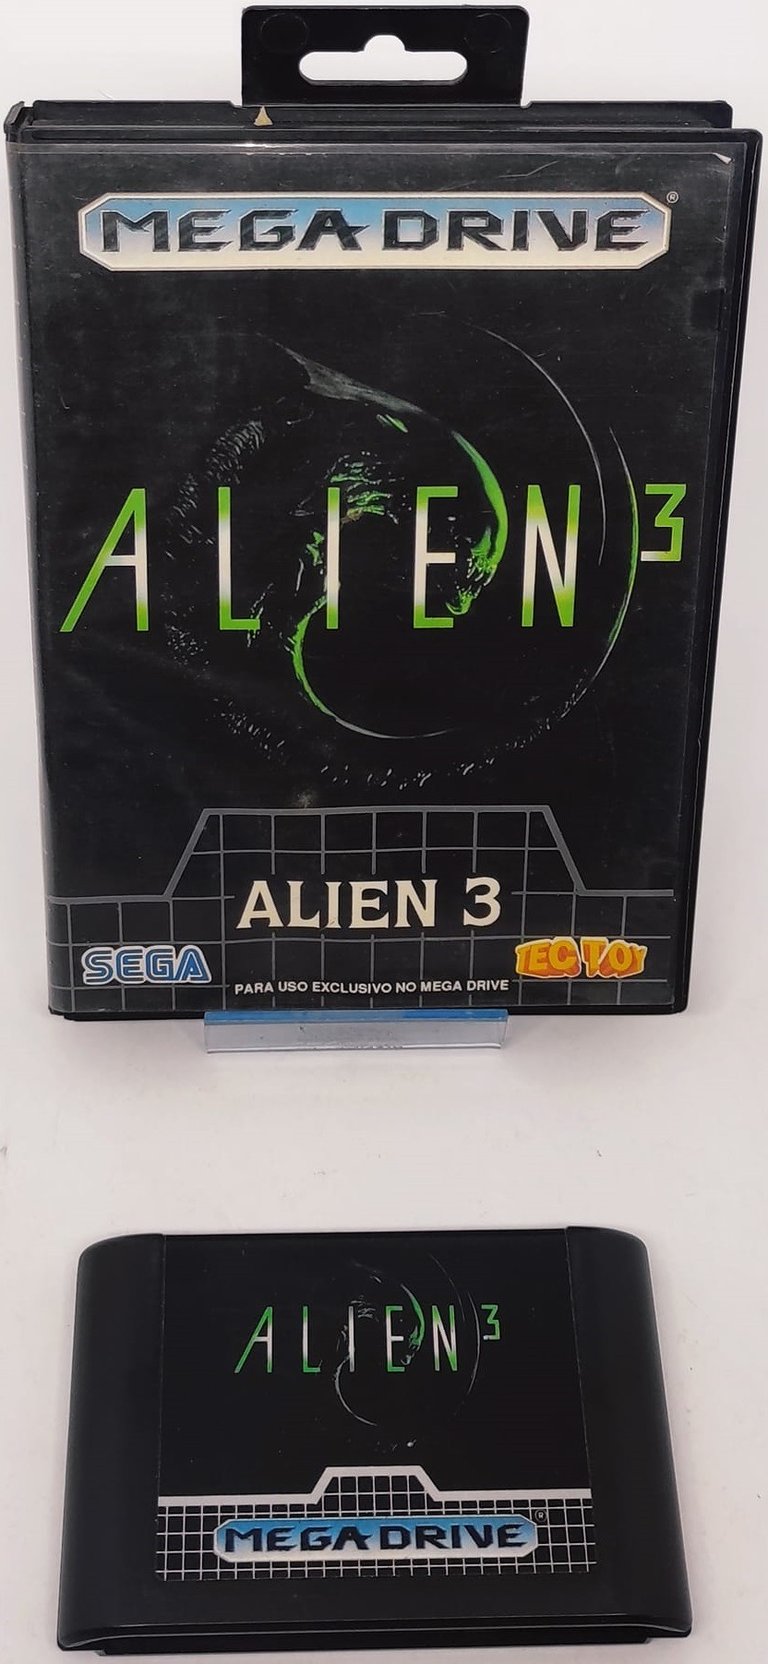 MEGA DRIVE ®
ALIEN 3
ALIEN 3
SEGA
TEC TOY
PARA USO EXCLUSIVO NO MEGA DRIVE
ALIEN 3
MEGA DRIVE ®